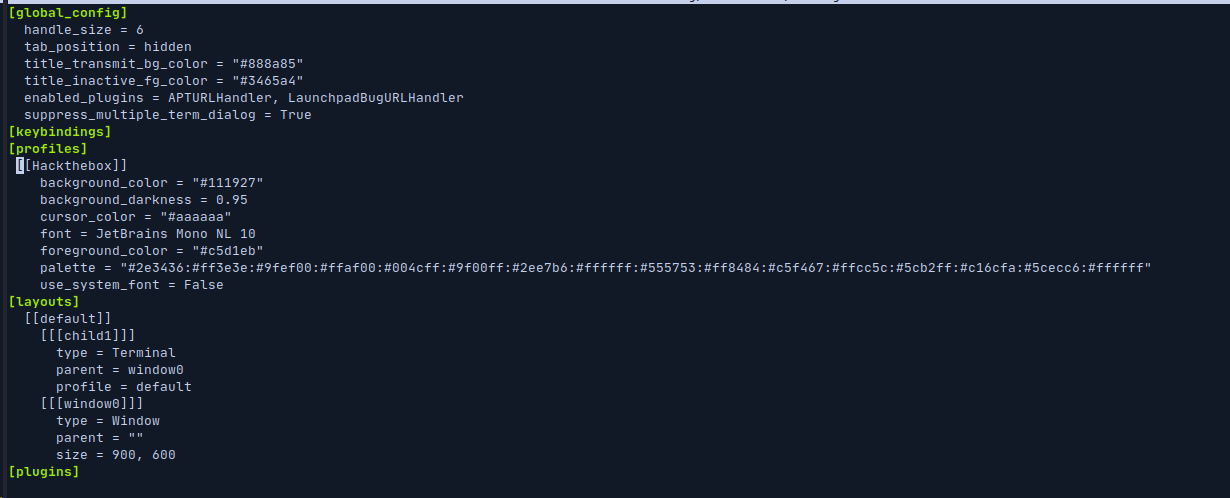 [global_config]
  handle_size = 6
  tab_position = hidden
  title_transmit_bg_color = "#888a85"
  title_inactive_fg_color = "#3465a4"
  enabled_plugins = APTURLHandler, LaunchpadBugURLHandler
  suppress_multiple_term_dialog = True
[keybindings]
[profiles]
 [[Hackthebox]]
    background_color = "#111927"
    background_darkness = 0.95
    cursor_color = "#aaaaaa"
    font = JetBrains Mono NL 10
    foreground_color = "#c5d1eb"
    palette = "#2e3436:#ff3e3e:#9fef00:#ffaf00:#004cff:#9f00ff:#2ee7b6:#ffffff:#555753:#ff8484:#c5f467:#ffcc5c:#5cb2ff:#c16cfa:#5cecc6:#ffffff"
    use_system_font = False
[layouts]
  [[default]]
    [[[child1]]]
      type = Terminal
      parent = window0
      profile = default
    [[[window0]]]
      type = Window
      parent = ""
      size = 900, 600
[plugins]